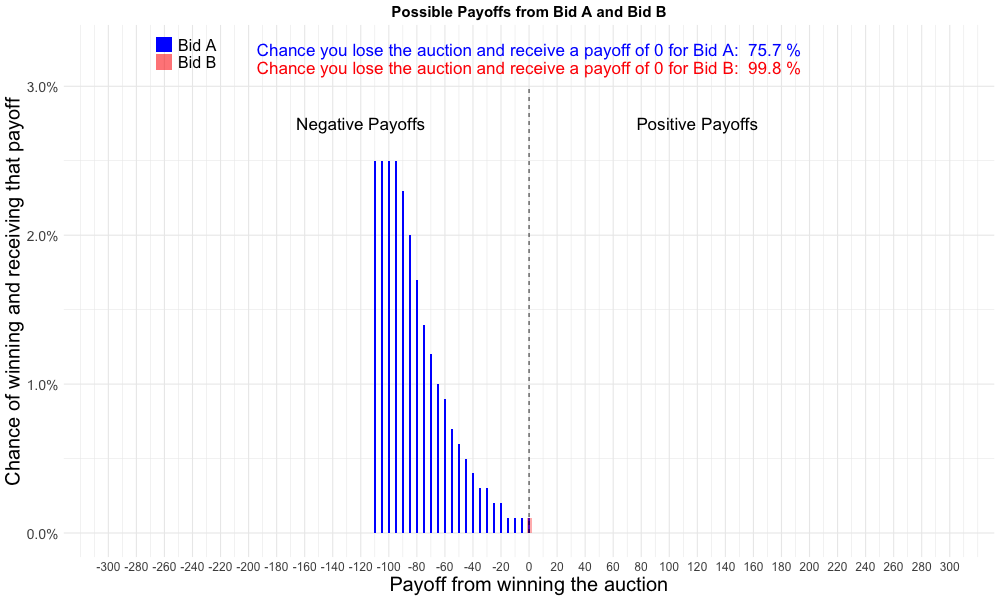 Possible Payoffs from Bid A and Bid B
Bid A
Bid B
Chance you lose the auction and receive a payoff of 0 for Bid A:  75.7 %
Chance you lose the auction and receive a payoff of 0 for Bid B:  99.8 %
Negative Payoffs
Positive Payoffs
Chance of winning and receiving that payoff
3.0%
2.0%
1.0%
0.0%
-300 -280 -260 -240 -220 -200 -180 -160 -140 -120 -100 -80 -60 -40 -20 0 20 40 60 80 100 120 140 160 180 200 220 240 260 280 300
Payoff from winning the auction